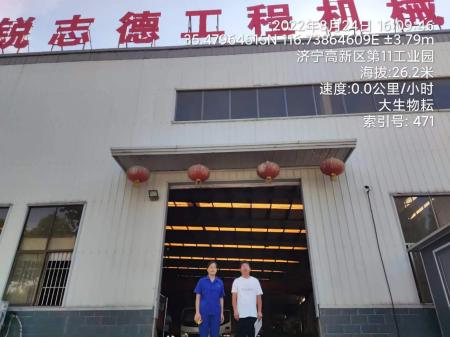 锐志德工程机械
2022年8月24日 16:09:46
35.47964515N 116.73864609E ±3.79m
济宁高新区第11工业园
海拔:26.2米
速度:0.0公里/小时
大生物耘
索引号: 471